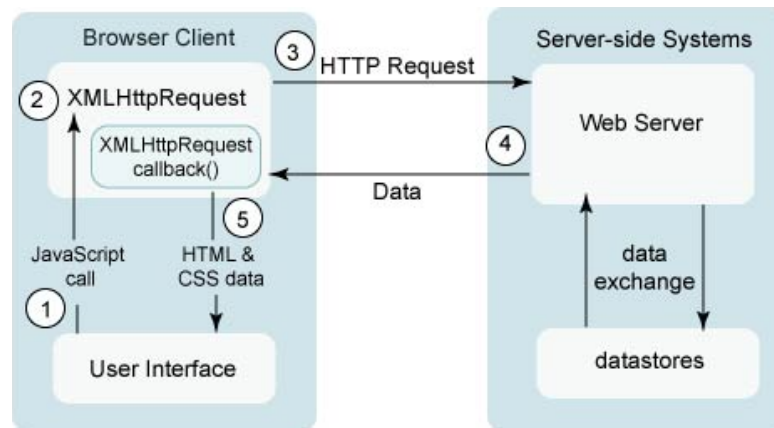 Browser Client
Server-side Systems
3
HTTP Request
2
XMLHttpRequest
Web Server
XMLHttpRequest
callback()
4
Data
5
JavaScript
call
HTML &
CSS data
data
exchange
1
User Interface
datastores